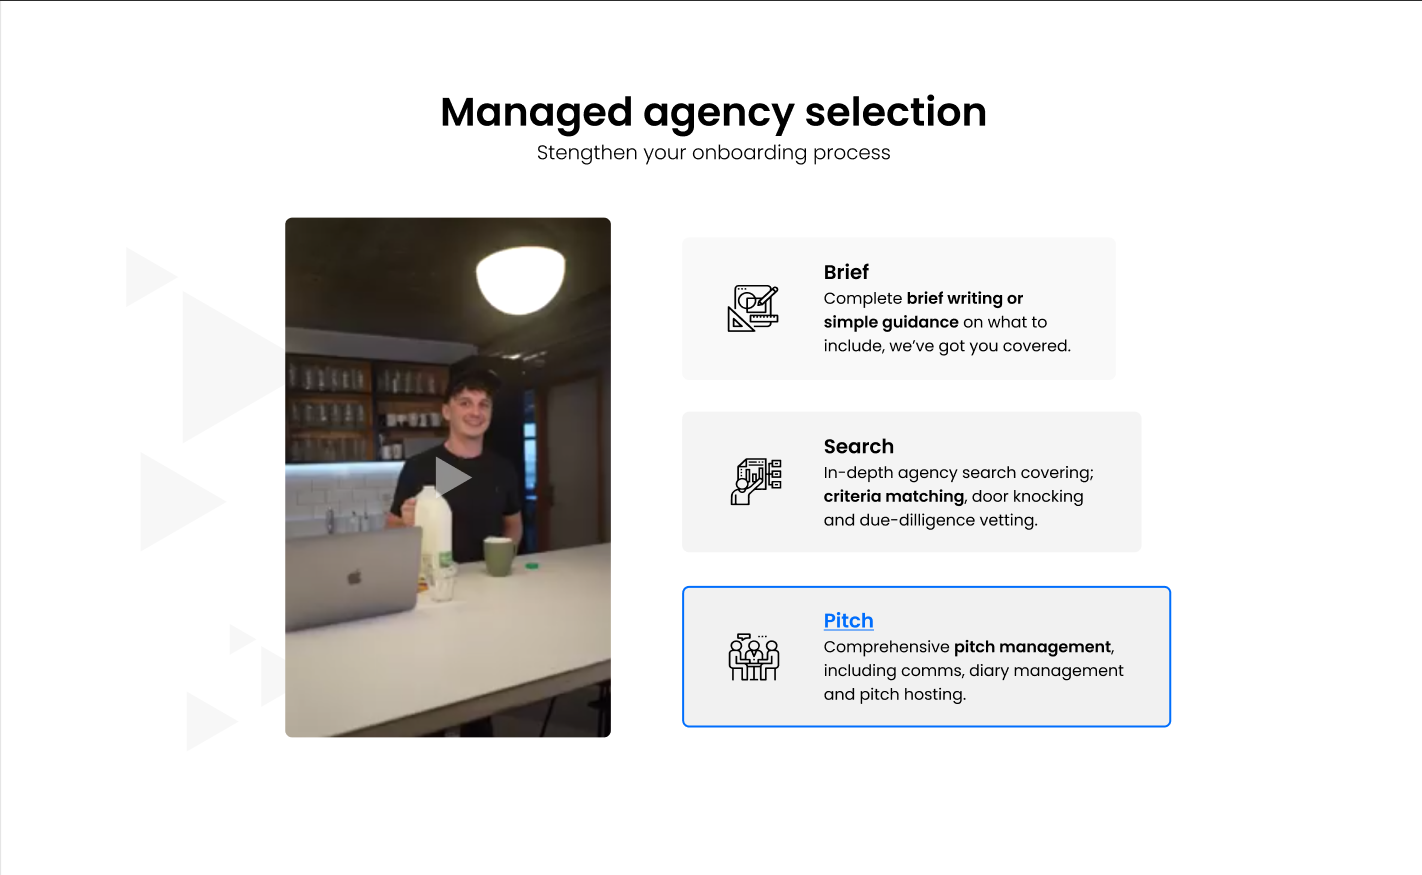 Managed agency selection
Stengthen your onboarding process
Brief
Complete brief writing or
simple guidance on what to
include, we’ve got you covered.
Search
In-depth agency search covering;
criteria matching, door knocking
and due-dilligence vetting.
Pitch
Comprehensive pitch management,
including comms, diary management
and pitch hosting.